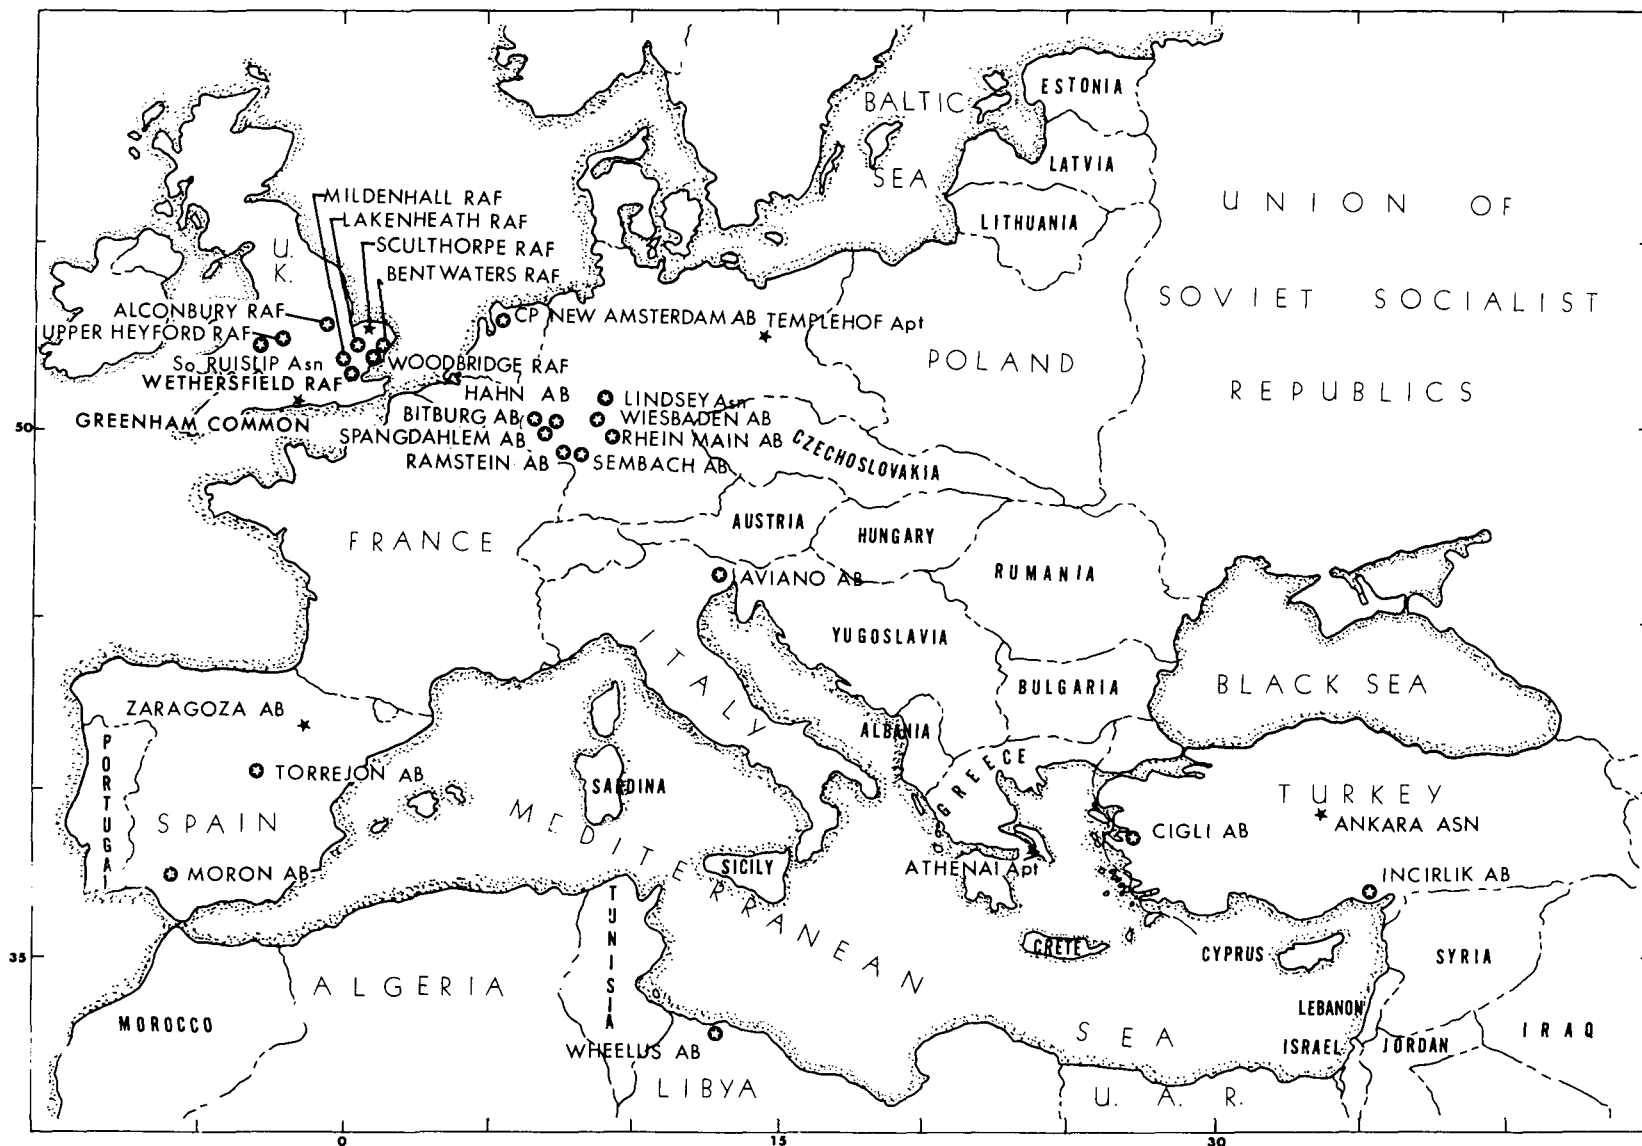 ESTONIA
BALTIC
SEA
LATVIA
LITHUANIA
UNION OF
SOVIET SOCIALIST
REPUBLICS
MILDENHALL RAF
LAKENHEATH RAF
SCULTHORPE RAF
BENTWATERS RAF
U.
K.
ALCONBURY RAF
UPPER HEYFORD RAF
So RUISLIP Asn
WETHERSFIELD RAF
WOODBRIDGE RAF
GREENHAM COMMON
CP NEW AMSTERDAM AB
TEMPLEHOF Apt
POLAND
HAHN AB
LINDSEY Asn
BITBURG AB
WIESBADEN AB
SPANGDAHLEM AB
RHEIN MAIN AB
RAMSTEIN AB
SEMBACH AB
CZECHOSLOVAKIA
50
FRANCE
AUSTRIA
HUNGARY
RUMANIA
AVIANO AB
YUGOSLAVIA
ITALY
BULGARIA
BLACK SEA
ZARAGOZA AB
ALBANIA
PORTUGAL
TORREJON AB
SARDINA
GREECE
TURKEY
SPAIN
CIGLI AB
ANKARA ASN
MORON AB
SICILY
ATHENAI Apt
INCIRLIK AB
MEDITERRANEAN
SEA
TUNISIA
CRETE
CYPRUS
SYRIA
35
ALGERIA
LEBANON
MOROCCO
WHEELUS AB
ISRAEL
JORDAN
IRAQ
LIBYA
U. A. R.
0
15
30